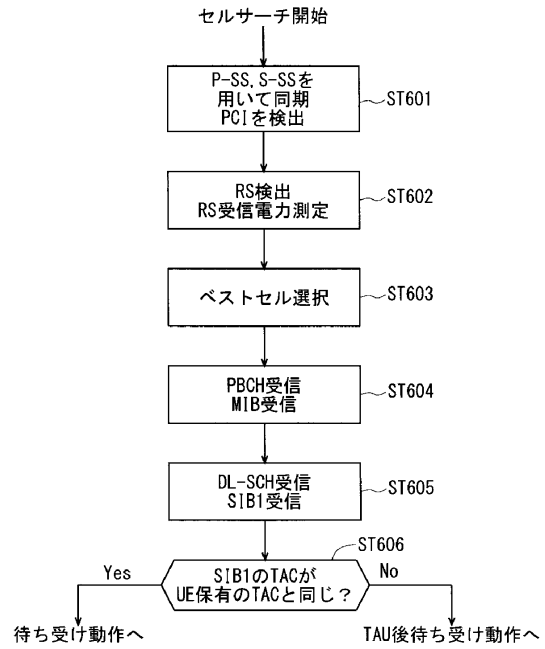 セルサーチ開始
P-SS,S-SSを
用いて同期
PCIを検出
ST601
RS検出
RS受信電力測定
ST602
ベストセル選択
ST603
PBCH受信
MIB受信
ST604
DL-SCH受信
SIB1受信
ST605
ST606
SIB1のTACが
UE保有のTACと同じ？
Yes
No
待ち受け動作へ
TAU後待ち受け動作へ